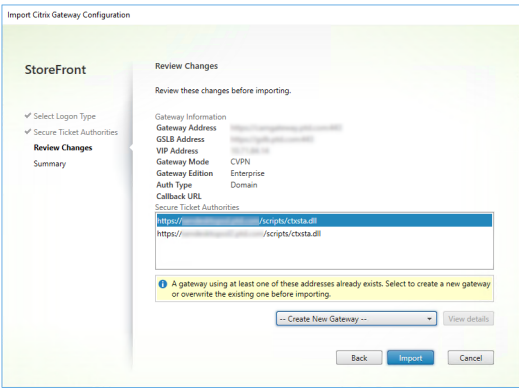 Import Citrix Gateway Configuration
StoreFront
Select Logon Type
Secure Ticket Authorities
Review Changes
Summary
Review Changes
Review these changes before importing.
Gateway Information
Gateway Address
GSLB Address
VIP Address
Gateway Mode CVPN
Gateway Edition Enterprise
Auth Type Domain
Callback URL
Secure Ticket Authorities
https:// /scripts/ctxsta.dll
https:// /scripts/ctxsta.dll
A gateway using at least one of these addresses already exists. Select to create a new gateway
or overwrite the existing one before importing.
-- Create New Gateway --
View details
Back Import Cancel